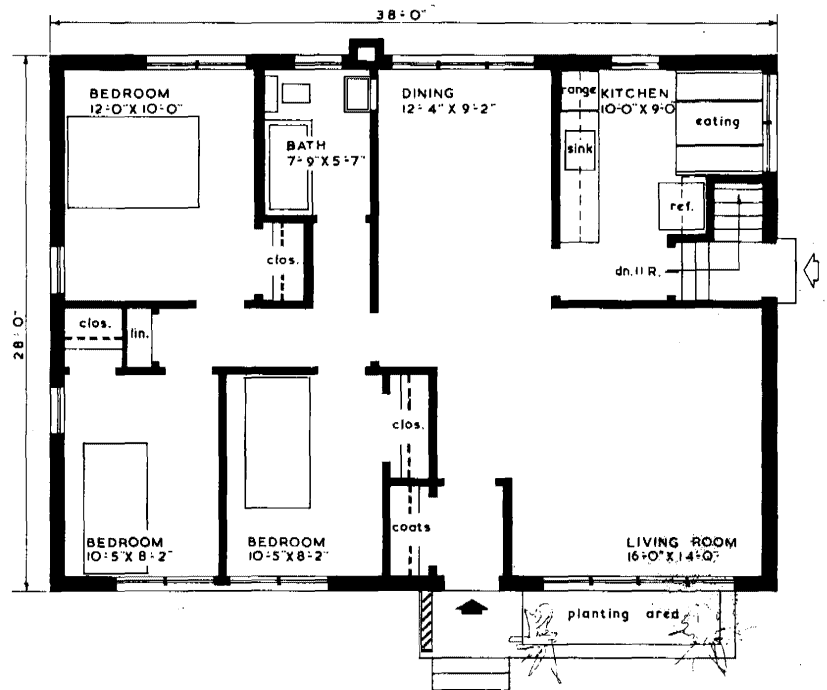 38'-0"
BEDROOM
12'-0"X 10'-0"
DINING
12'-4"X 9'-2"
range
KITCHEN
10'-0"X 9'-0
eating
sink
BATH
7'-9"X 5'-7"
ref.
clos.
dn. 11 R.
28'-0"
clos.
lin.
clos.
coats
BEDROOM
10'-5"X 8'-2"
BEDROOM
10'-5"X 8'-2"
LIVING ROOM
16'-0"X 14'-0"
planting area